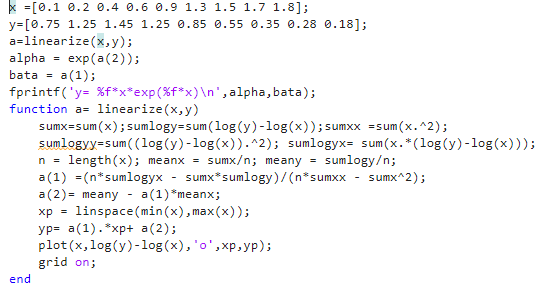 x =[0.1 0.2 0.4 0.6 0.9 1.3 1.5 1.7 1.8];
y=[0.75 1.25 1.45 1.25 0.85 0.55 0.35 0.28 0.18];
a=linearize(x,y);
alpha = exp(a(2));
bata = a(1);
fprintf('y= %f*x*exp(%f*x)\n',alpha,bata);
function a= linearize(x,y)
sumx=sum(x);sumlogy=sum(log(y)-log(x));sumxx =sum(x.^2);
sumlogyy=sum((log(y)-log(x)).^2); sumlogyx= sum(x.*(log(y)-log(x)));
n = length(x); meanx = sumx/n; meany = sumlogy/n;
a(1) =(n*sumlogyx - sumx*sumlogy)/(n*sumxx - sumx^2);
a(2)= meany - a(1)*meanx;
xp = linspace(min(x),max(x));
yp= a(1).*xp+ a(2);
plot(x,log(y)-log(x),'o',xp,yp);
grid on;
end